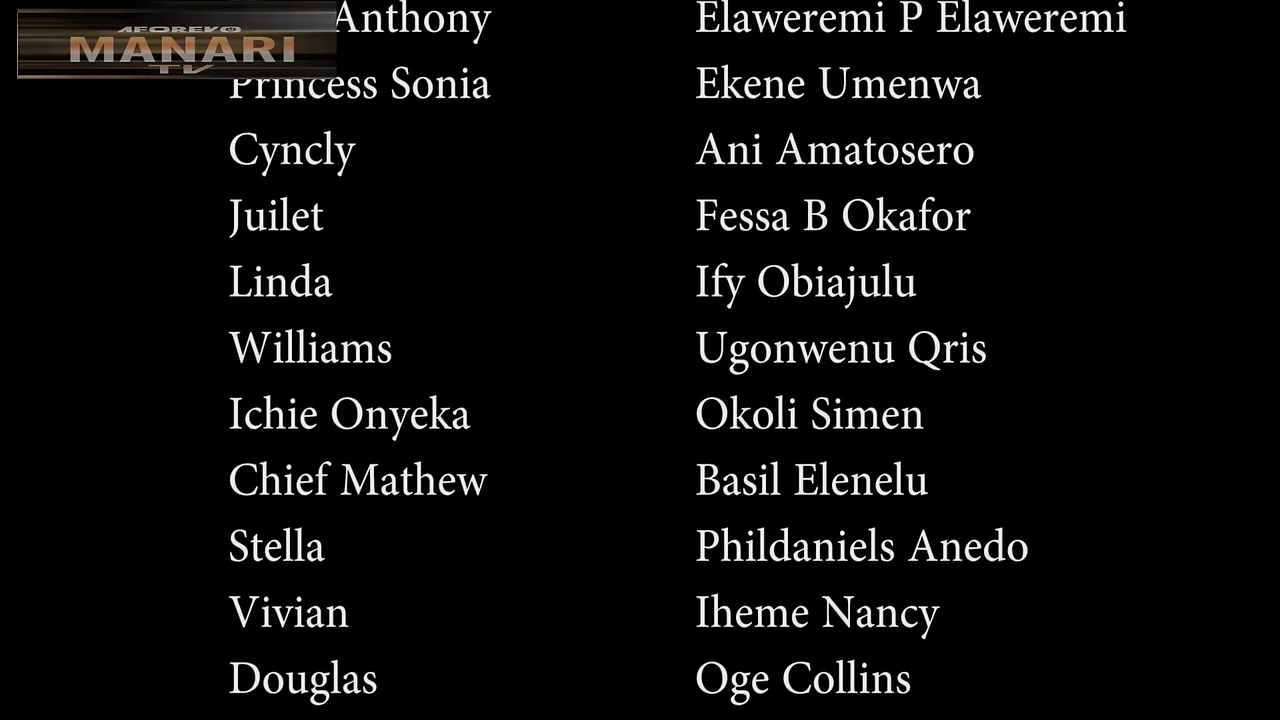 Anthony Elaweremi P Elaweremi
AFOREVO
MANARI
TV
Princess Sonia Ekene Umenwa
Cyncly Ani Amatosero
Juilet Fessa B Okafor
Linda Ify Obiajulu
Williams Ugonwenu Qris
Ichie Onyeka Okoli Simen
Chief Mathew Basil Elenelu
Stella Phildaniels Anedo
Vivian Iheme Nancy
Douglas Oge Collins